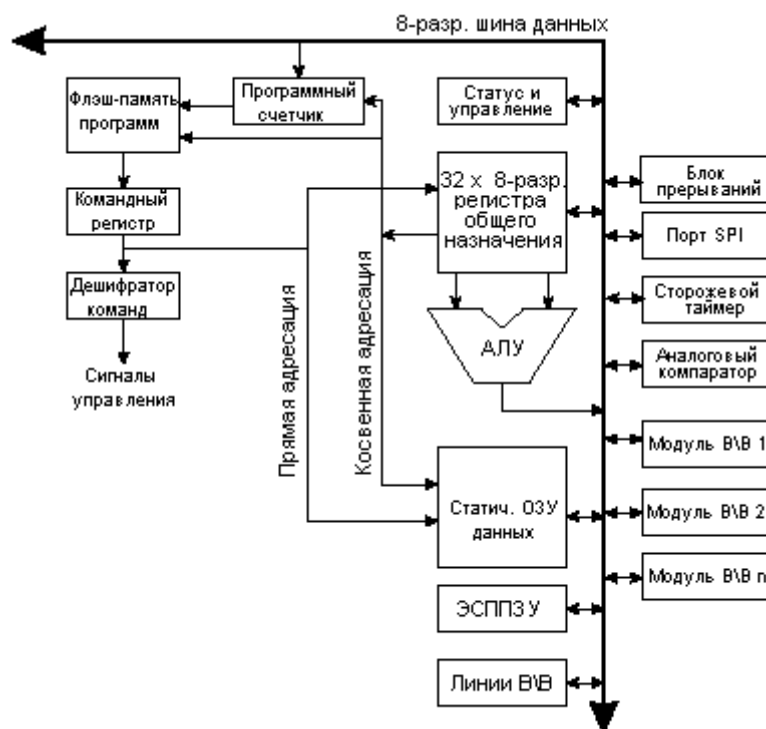 8-разр. шина данных
Флэш-память
программ
Программный
счетчик
Статус и
управление
Командный
регистр
32 x 8-разр.
регистра
общего
назначения
Блок
прерываний
Порт SPI
Дешифратор
команд
Сторожевой
таймер
АЛУ
Аналоговый
компаратор
Сигналы
управления
Прямая адресация
Косвенная адресация
Модуль В\В 1
Статич. ОЗУ
данных
Модуль В\В 2
Модуль В\В n
ЭСППЗУ
Линии В\В